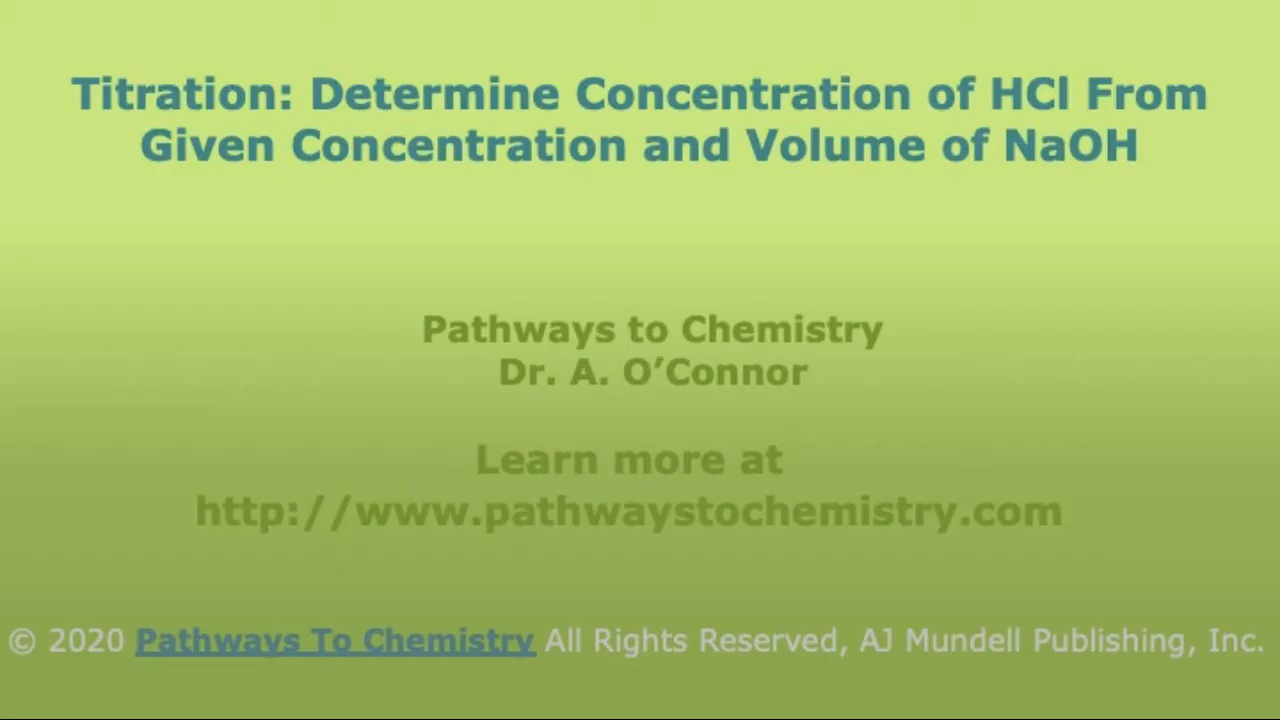 Titration: Determine Concentration of HCl From
Given Concentration and Volume of NaOH
Pathways to Chemistry
Dr. A. O’Connor
Learn more at
http://www.pathwaystochemistry.com
© 2020 Pathways To Chemistry All Rights Reserved, AJ Mundell Publishing, Inc.